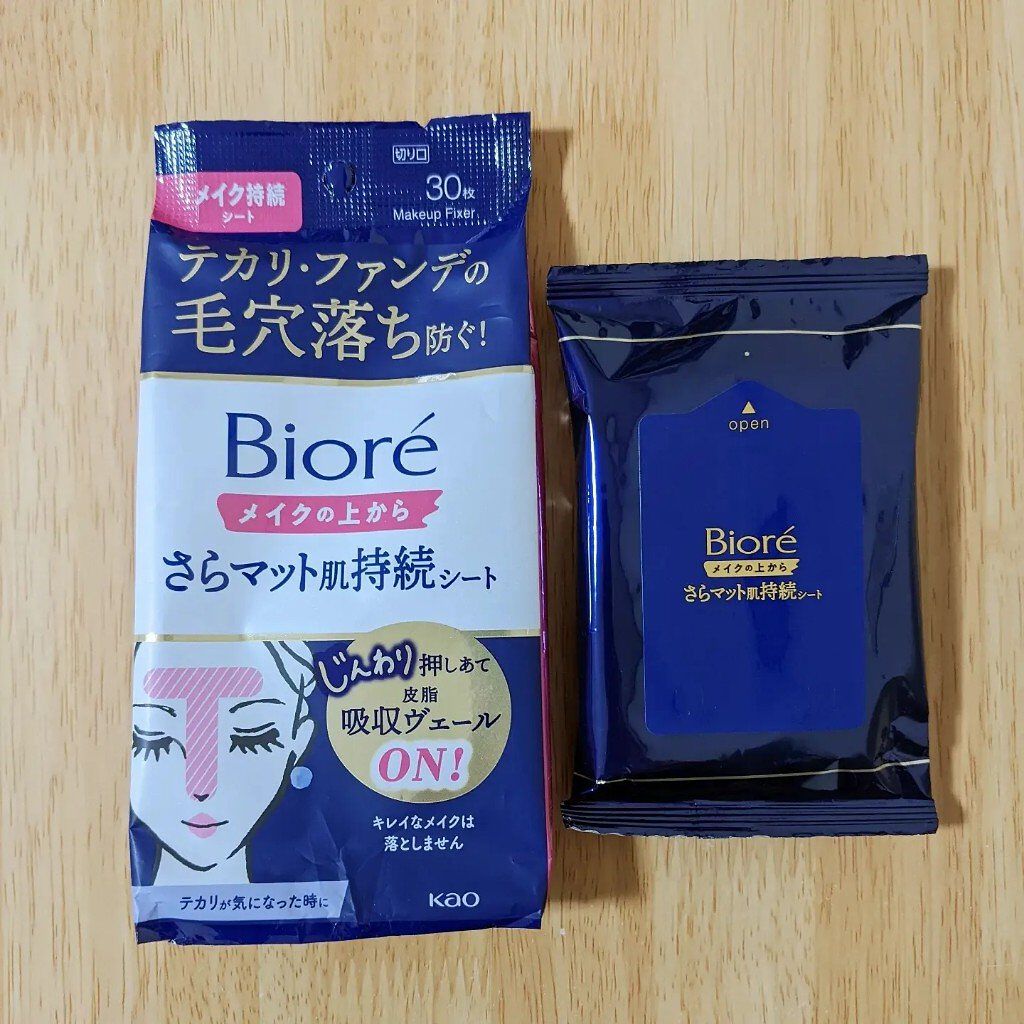 切り口
30枚
Makeup Fixer
メイク持続
シート
テカリ・ファンデの
毛穴落ち防ぐ!
Bioré
メイクの上から
さらマット肌持続シート
じんわり押しあて
皮脂
吸収ヴェール
ON!
キレイなメイクは
落としません
テカリが気になった時に
Kao
open
Bioré
メイクの上から
さらマット肌持続シート